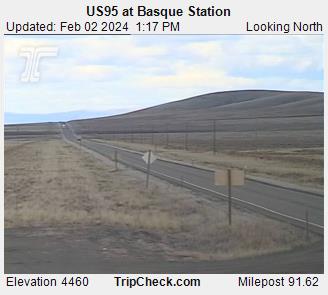 US95 at Basque Station
Updated: Feb 02 2024 1:17 PM Looking North
Elevation 4460 TripCheck.com Milepost 91.62